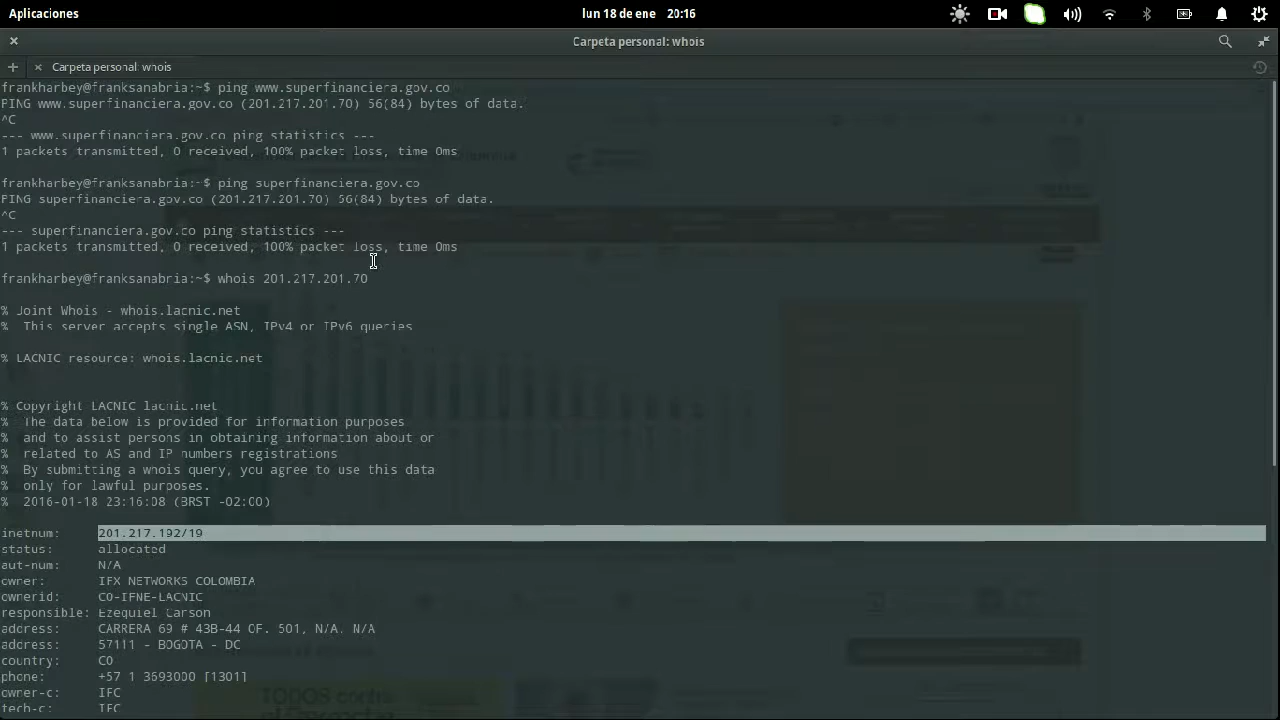 Aplicaciones
lun 18 de ene 20:16
Carpeta personal: whois
Carpeta personal: whois
frankharbey@franksanabria:~$ ping www.superfinanciera.gov.co
PING www.superfinanciera.gov.co (201.217.201.70) 56(84) bytes of data.
^C
--- www.superfinanciera.gov.co ping statistics ---
1 packets transmitted, 0 received, 100% packet loss, time 0ms
frankharbey@franksanabria:~$ ping superfinanciera.gov.co
PING superfinanciera.gov.co (201.217.201.70) 56(84) bytes of data.
^C
--- superfinanciera.gov.co ping statistics ---
1 packets transmitted, 0 received, 100% packet loss, time 0ms
frankharbey@franksanabria:~$ whois 201.217.201.70
% Joint Whois - whois.lacnic.net
%  This server accepts single ASN, IPv4 or IPv6 queries
% LACNIC resource: whois.lacnic.net
% Copyright LACNIC lacnic.net
%  The data below is provided for information purposes
%  and to assist persons in obtaining information about or
%  related to AS and IP numbers registrations
%  By submitting a whois query, you agree to use this data
%  only for lawful purposes.
%  2016-01-18 23:16:08 (BRST -02:00)
inetnum:     201.217.192/19
status:      allocated
aut-num:     N/A
owner:       IFX NETWORKS COLOMBIA
ownerid:     CO-IFNE-LACNIC
responsible: Ezequiel Carson
address:     CARRERA 69 # 43B-44 OF. 501, N/A, N/A
address:     57111 - BOGOTA - DC
country:     CO
phone:       +57 1 3693000 [1301]
owner-c:     IFC
tech-c:      IFC
TODOS contra